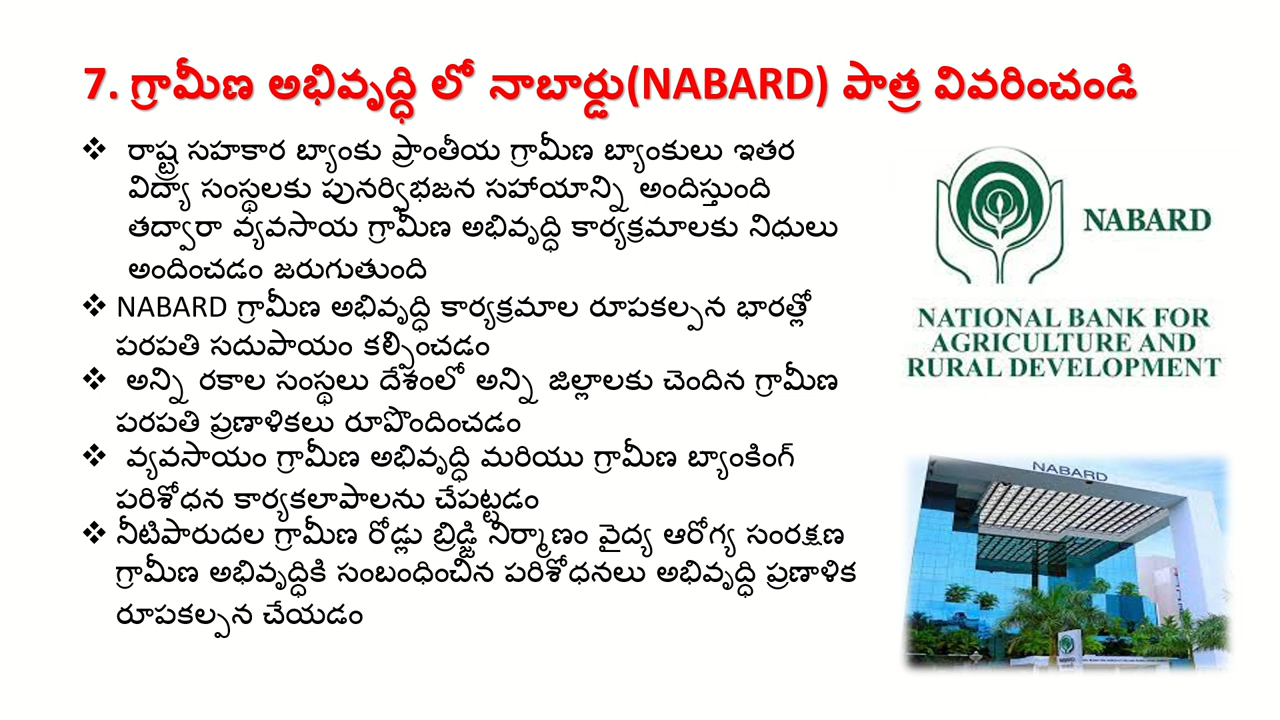 7. గ్రామీణ అభివృద్ధి లో నాబార్డు(NABARD) పాత్ర వివరించండి
❖ రాష్ట్ర సహకార బ్యాంకు ప్రాంతీయ గ్రామీణ బ్యాంకులు ఇతర
విద్యా సంస్థలకు పునర్విభజన సహాయాన్ని అందిస్తుంది
తద్వారా వ్యవసాయ గ్రామీణ అభివృద్ధి కార్యక్రమాలకు నిధులు
అందించడం జరుగుతుంది
❖ NABARD గ్రామీణ అభివృద్ధి కార్యక్రమాల రూపకల్పన భారత్లో
పరపతి సదుపాయం కల్పించడం
❖ అన్ని రకాల సంస్థలు దేశంలో అన్ని జిల్లాలకు చెందిన గ్రామీణ
పరపతి ప్రణాళికలు రూపొందించడం
❖ వ్యవసాయం గ్రామీణ అభివృద్ధి మరియు గ్రామీణ బ్యాంకింగ్
పరిశోధన కార్యకలాపాలను చేపట్టడం
❖ నీటిపారుదల గ్రామీణ రోడ్లు బ్రిడ్జి నిర్మాణం వైద్య ఆరోగ్య సంరక్షణ
గ్రామీణ అభివృద్ధికి సంబంధించిన పరిశోధనలు అభివృద్ధి ప్రణాళిక
రూపకల్పన చేయడం
NABARD
NATIONAL BANK FOR
AGRICULTURE AND
RURAL DEVELOPMENT
NABARD